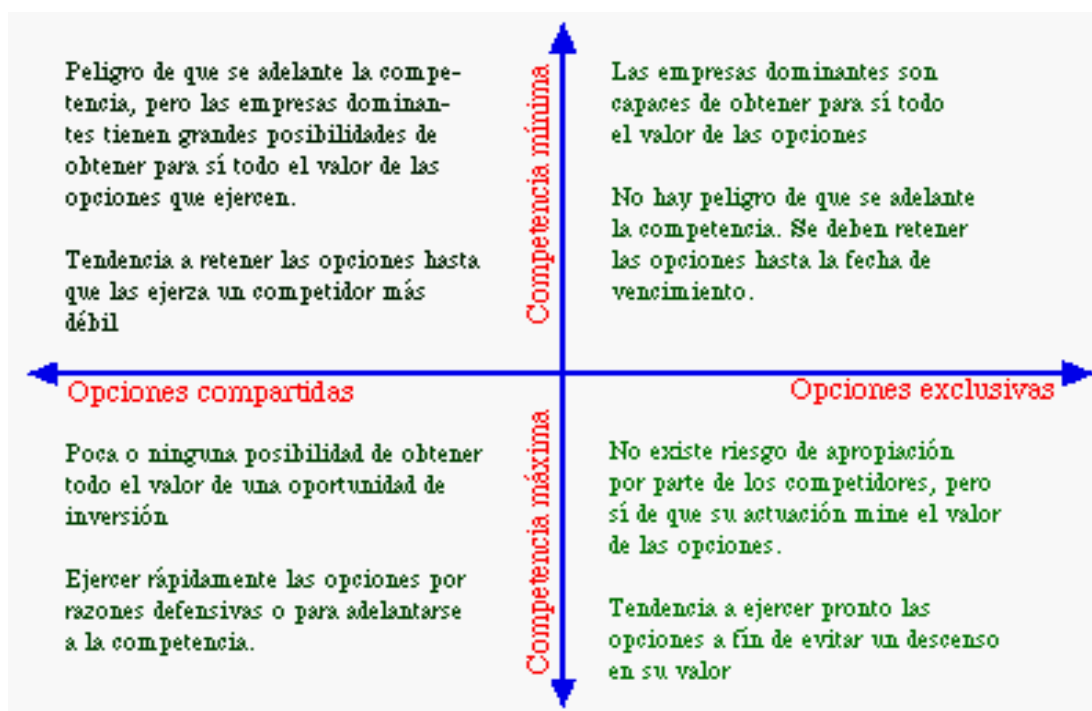 Peligro de que se adelante la compe-
tencia, pero las empresas dominan-
tes tienen grandes posibilidades de
obtener para sí todo el valor de las
opciones que ejercen.
Tendencia a retener las opciones hasta
que las ejerza un competidor más
débil
Competencia mínima
Las empresas dominantes son
capaces de obtener para sí todo
el valor de las opciones
No hay peligro de que se adelante
la competencia. Se deben retener
las opciones hasta la fecha de
vencimiento.
Opciones compartidas
Opciones exclusivas
Poca o ninguna posibilidad de obtener
todo el valor de una oportunidad de
inversión
Ejercer rápidamente las opciones por
razones defensivas o para adelantarse
a la competencia.
Competencia máxima
No existe riesgo de apropiación
por parte de los competidores, pero
sí de que su actuación mine el valor
de las opciones.
Tendencia a ejercer pronto las
opciones a fín de evitar un descenso
en su valor